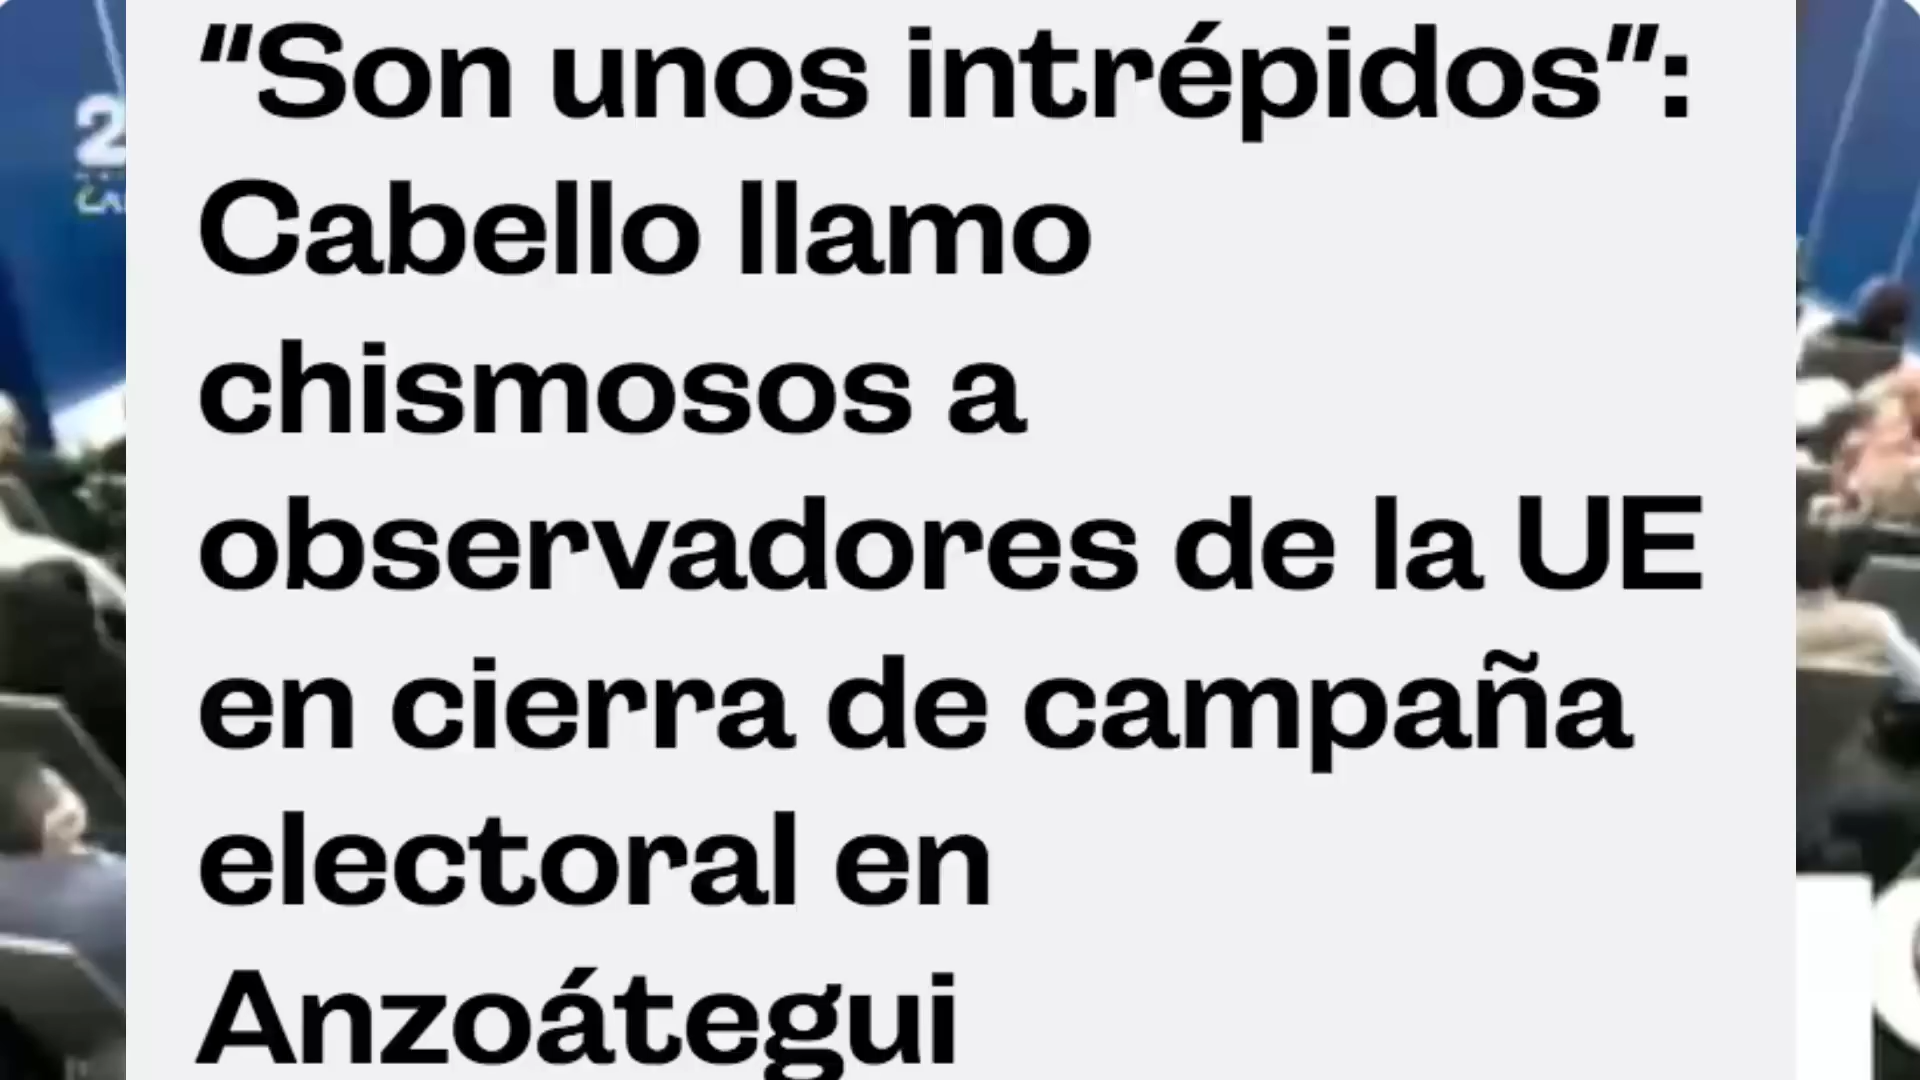 “Son unos intrépidos”:
Cabello llamo
chismosos a
observadores de la UE
en cierra de campaña
electoral en
Anzoátegui